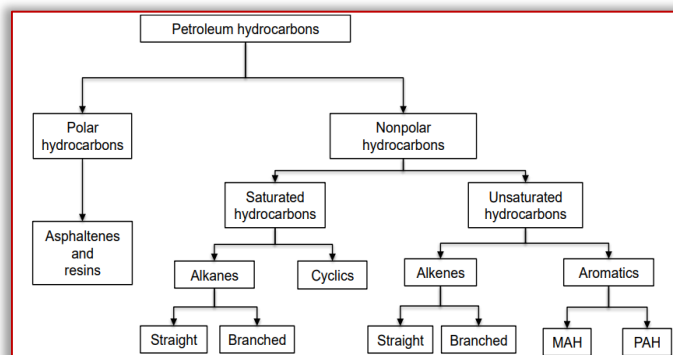 Petroleum hydrocarbons
Polar
hydrocarbons
Nonpolar
hydrocarbons
Saturated
hydrocarbons
Unsaturated
hydrocarbons
Asphaltenes
and
resins
Alkanes
Cyclics
Alkenes
Aromatics
Straight
Branched
Straight
Branched
MAH
PAH